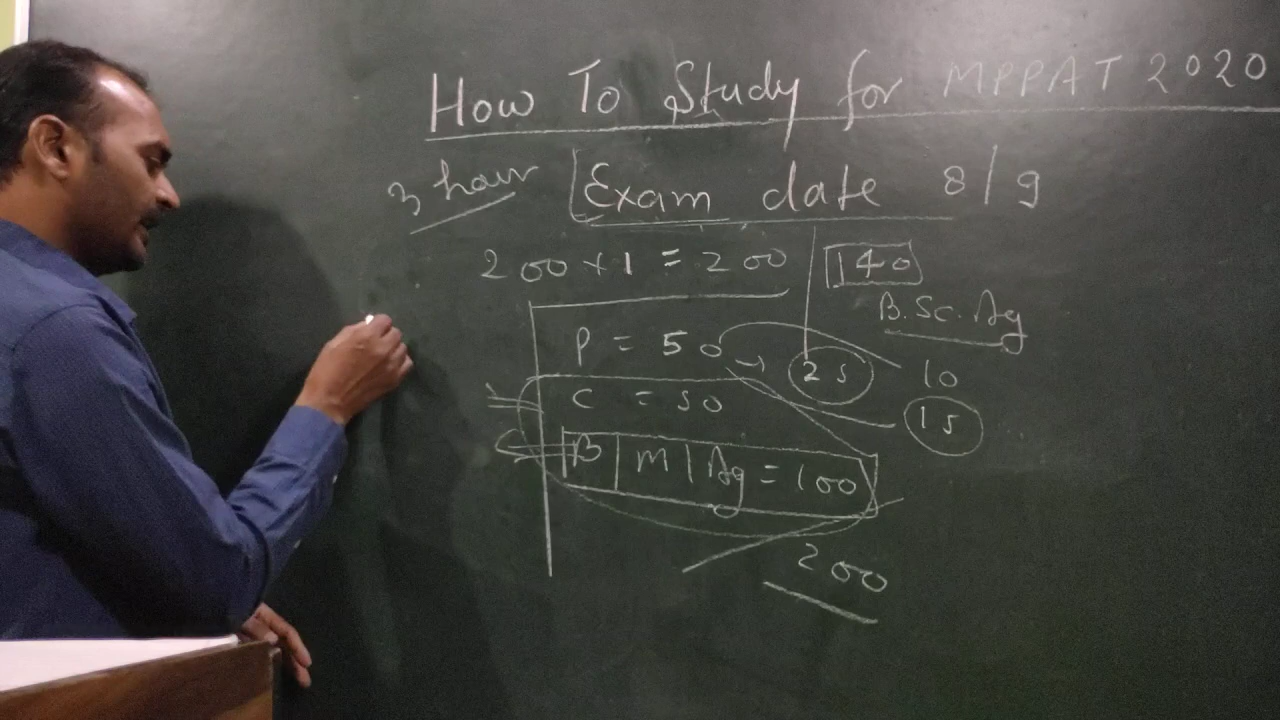 How To Study for MPPAT 2020
3 hour Exam date 8/9
200 × 1 = 200 140
B.Sc. Ag
P = 50 → 25 10
C = 50 15
B | M | Ag = 100
200